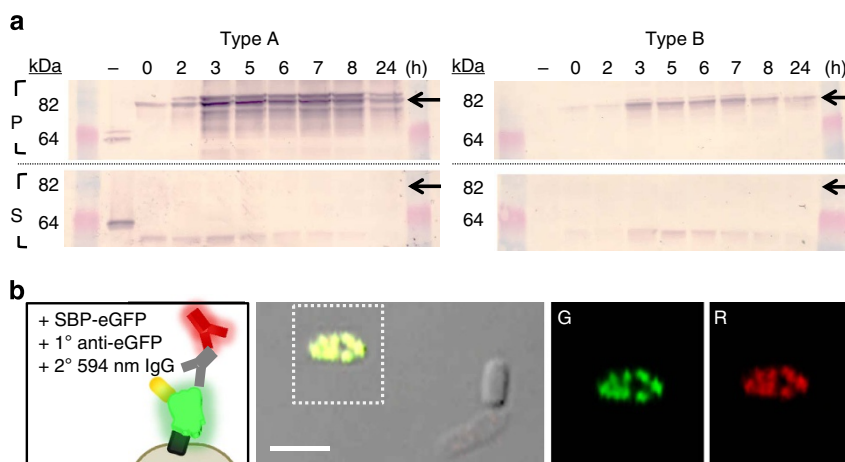 a
Type A
Type B
kDa – 0 2 3 5 6 7 8 24 (h)
kDa – 0 2 3 5 6 7 8 24 (h)
P
82
64
82
64
S
82
64
82
64
b
+ SBP-eGFP
+ 1° anti-eGFP
+ 2° 594 nm IgG
G
R